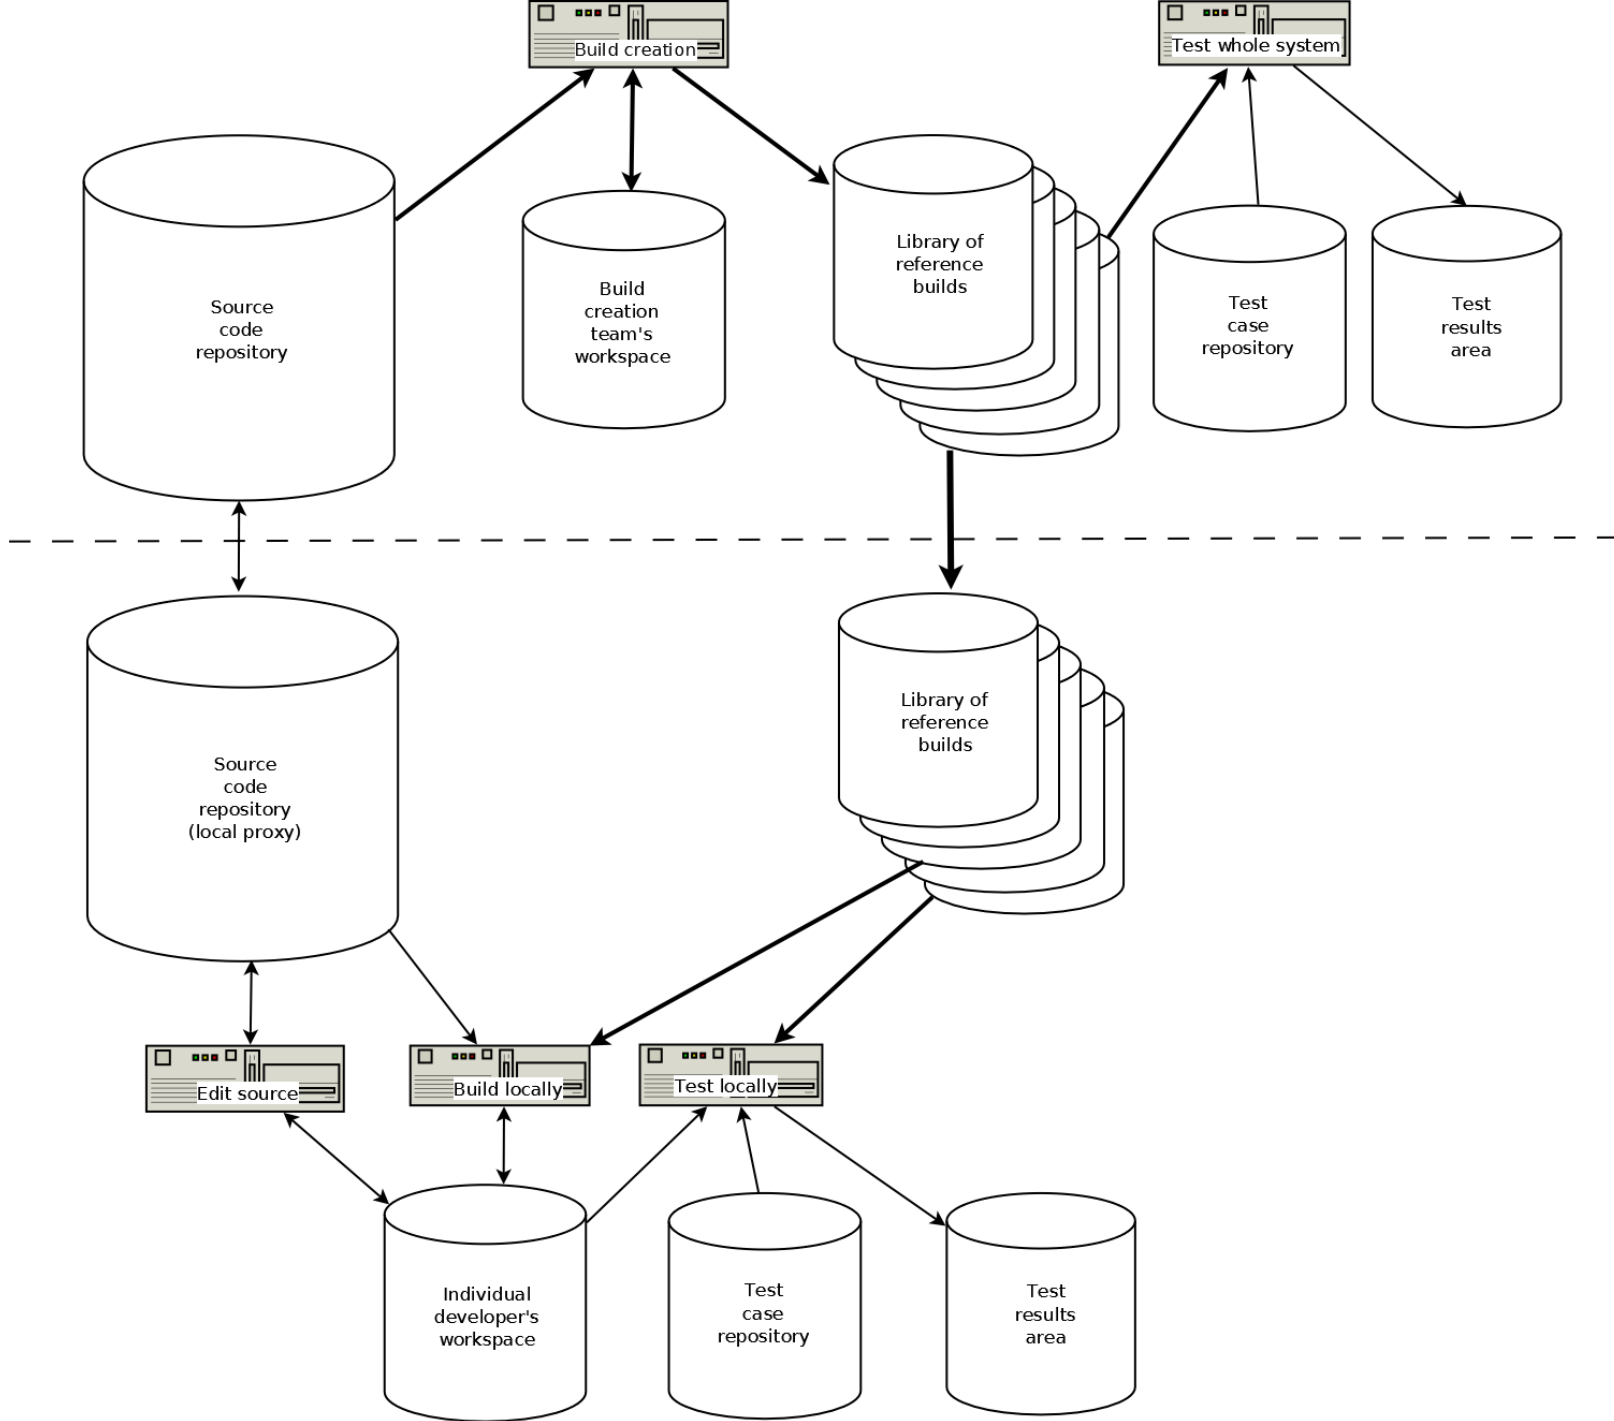 Build creation
Test whole system
Source
code
repository
Build
creation
team's
workspace
Library of
reference
builds
Test
case
repository
Test
results
area
Source
code
repository
(local proxy)
Library of
reference
builds
Edit source
Build locally
Test locally
Individual
developer's
workspace
Test
case
repository
Test
results
area